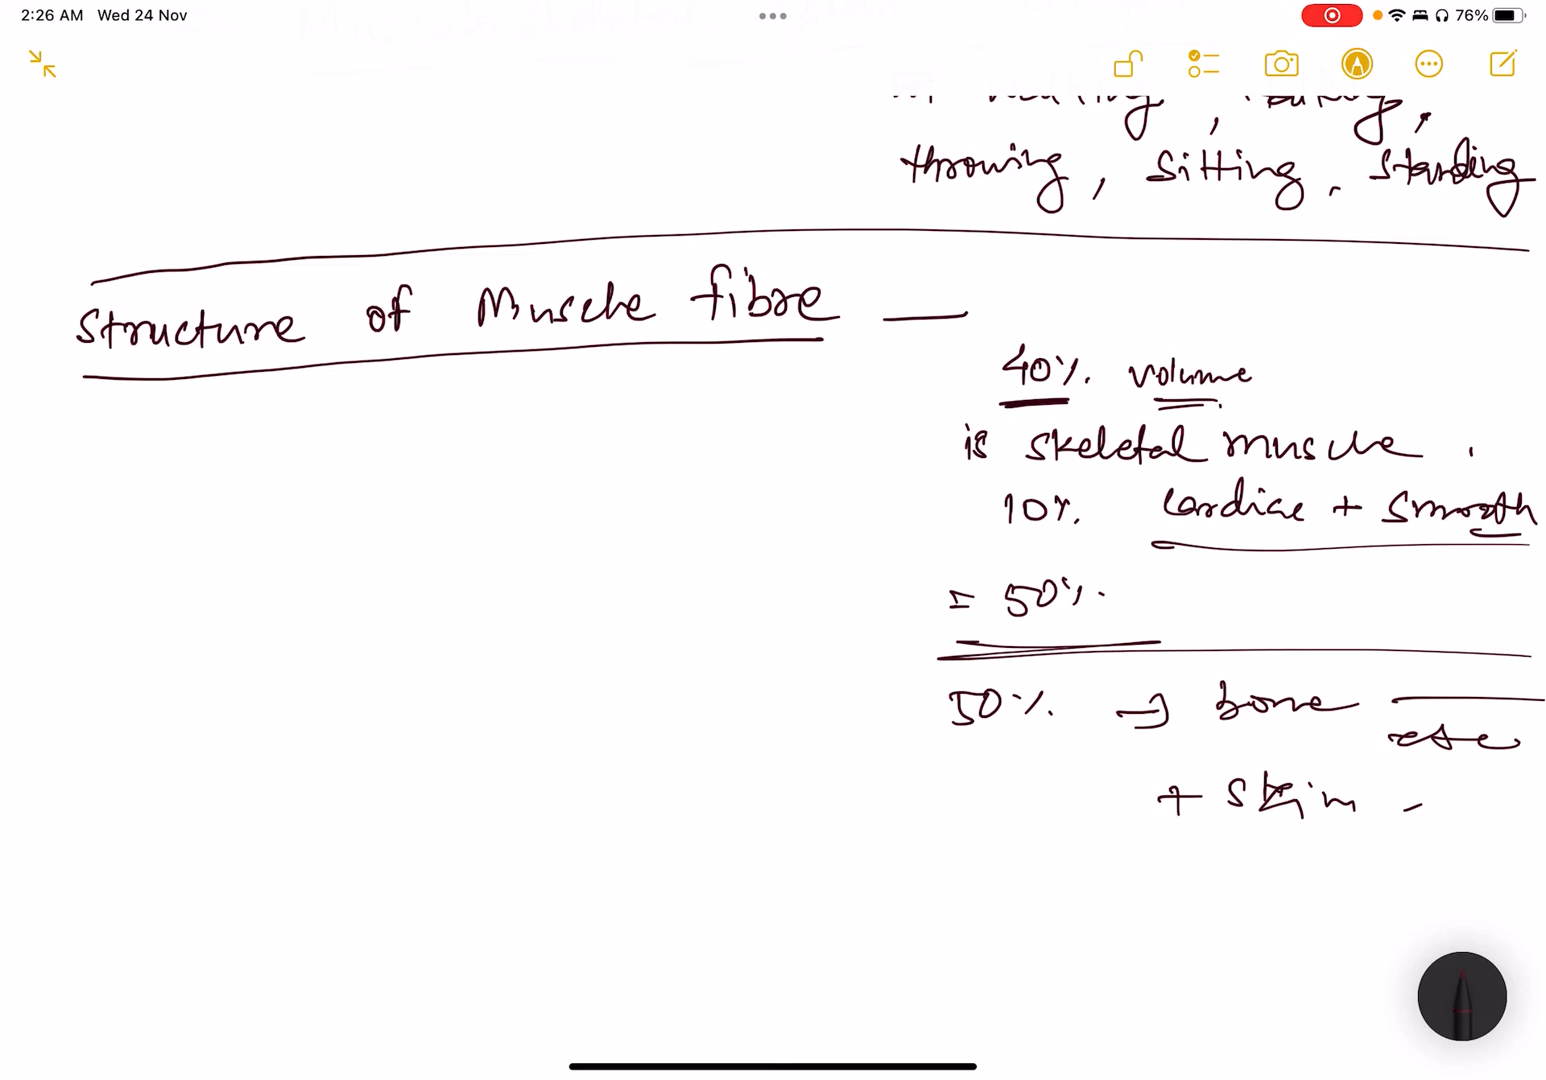 2:26 AM Wed 24 Nov
76%
throwing, Sitting, Standing
Structure of Muscle fibre —
40%. volume
is skeletal muscle.
10%. Cardiac + Smooth
= 50%.
50%. → bone etc
+ Skin -